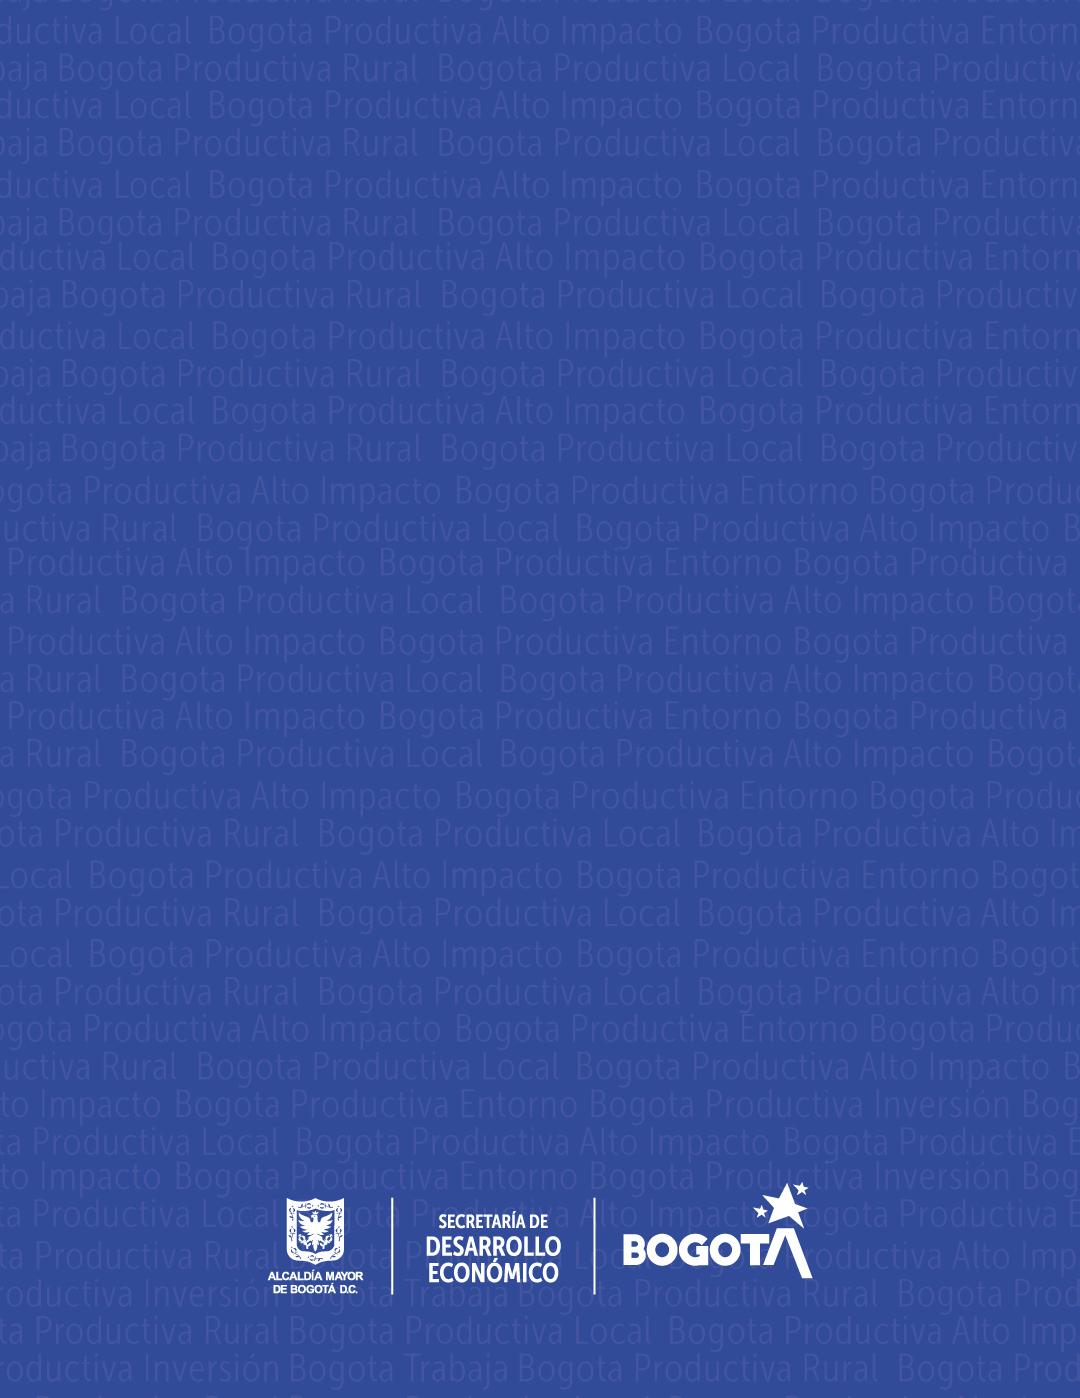 ductiva Local Bogota Productiva Alto Impacto Bogota Productiva Entorn
baja Bogota Productiva Rural Bogota Productiva Local Bogota Productiva
ductiva Local Bogota Productiva Alto Impacto Bogota Productiva Entorn
baja Bogota Productiva Rural Bogota Productiva Local Bogota Productiva
ductiva Local Bogota Productiva Alto Impacto Bogota Productiva Entorn
baja Bogota Productiva Rural Bogota Productiva Local Bogota Productiva
ductiva Local Bogota Productiva Alto Impacto Bogota Productiva Entorn
baja Bogota Productiva Rural Bogota Productiva Local Bogota Productiv
ductiva Local Bogota Productiva Alto Impacto Bogota Productiva Entorn
baja Bogota Productiva Rural Bogota Productiva Local Bogota Productiv
ductiva Local Bogota Productiva Alto Impacto Bogota Productiva Entorn
baja Bogota Productiva Rural Bogota Productiva Local Bogota Productiv
ogota Productiva Alto Impacto Bogota Productiva Entorno Bogota Produc
uctiva Rural Bogota Productiva Local Bogota Productiva Alto Impacto B
Productiva Alto Impacto Bogota Productiva Entorno Bogota Productiva
a Rural Bogota Productiva Local Bogota Productiva Alto Impacto Bogot
Productiva Alto Impacto Bogota Productiva Entorno Bogota Productiva
a Rural Bogota Productiva Local Bogota Productiva Alto Impacto Bogot
Productiva Alto Impacto Bogota Productiva Entorno Bogota Productiva
a Rural Bogota Productiva Local Bogota Productiva Alto Impacto Bogota
ogota Productiva Alto Impacto Bogota Productiva Entorno Bogota Produc
ota Productiva Rural Bogota Productiva Local Bogota Productiva Alto Im
Local Bogota Productiva Alto Impacto Bogota Productiva Entorno Bogot
ota Productiva Rural Bogota Productiva Local Bogota Productiva Alto Im
Local Bogota Productiva Alto Impacto Bogota Productiva Entorno Bogot
ota Productiva Rural Bogota Productiva Local Bogota Productiva Alto Im
ogota Productiva Alto Impacto Bogota Productiva Entorno Bogota Produc
uctiva Rural Bogota Productiva Local Bogota Productiva Alto Impacto B
to Impacto Bogota Productiva Entorno Bogota Productiva Inversión Bog
ta Productiva Local Bogota Productiva Alto Impacto Bogota Productiva E
to Impacto Bogota Productiva Entorno Bogota Productiva Inversión Bog
ALCALDÍA MAYOR
DE BOGOTÁ D.C.
SECRETARÍA DE
DESARROLLO
ECONÓMICO
BOGOTÁ
roductiva Inversión Bogota Trabaja Bogota Productiva Rural Bogota Prod
ta Productiva Rural Bogota Productiva Local Bogota Productiva Alto Imp
roductiva Inversión Bogota Trabaja Bogota Productiva Rural Bogota Prod